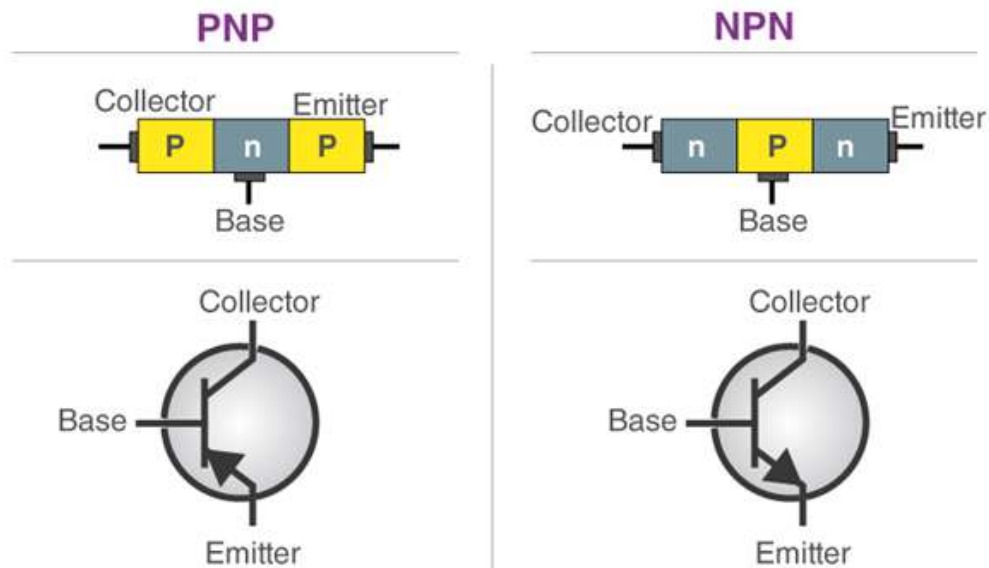 PNP
Collector Emitter
P n P
Base
Collector
Base
Emitter
NPN
Collector Emitter
n P n
Base
Collector
Base
Emitter